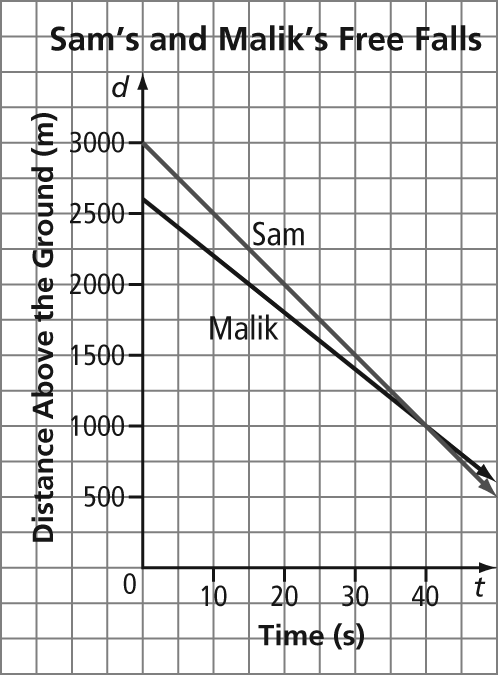 Sam's and Malik's Free Falls
d
Distance Above the Ground (m)
3000
2500
2000
1500
1000
500
0
Sam
Malik
10 20 30 40 t
Time (s)